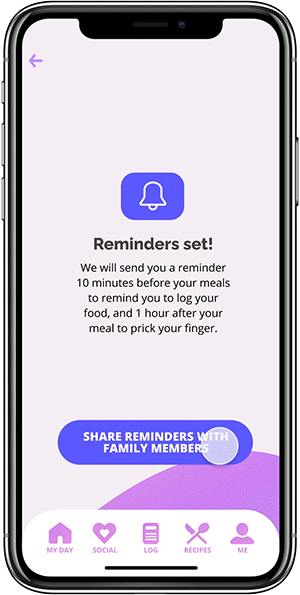 Reminders set!
We will send you a reminder
10 minutes before your meals
to remind you to log your
food, and 1 hour after your
meal to prick your finger.
SHARE REMINDERS WITH
FAMILY MEMBERS
MY DAY
SOCIAL
LOG
RECIPES
ME